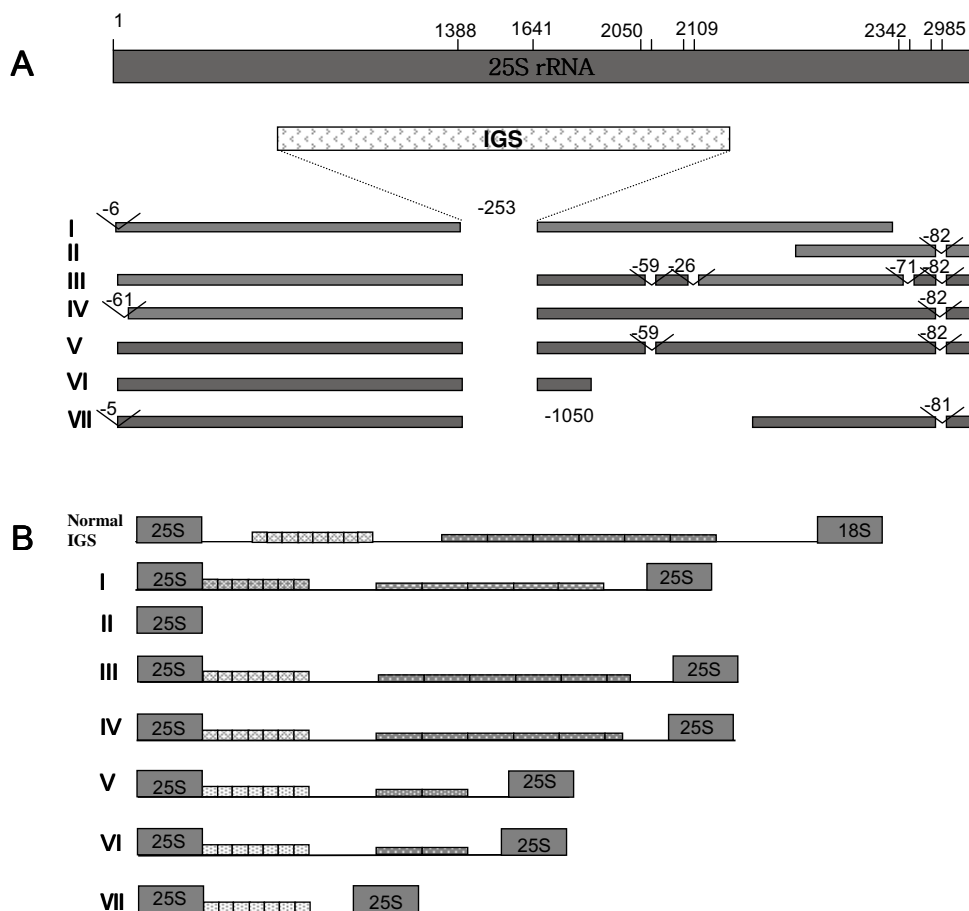 1 1388 1641 2050 2109 2342 2985
A
25S rRNA
IGS
-253
-6
I
-82
II
-59 -26 -71 -82
III
-61 -82
IV
-59 -82
V
VI
-5 -1050 -81
VII
B
Normal
IGS
25S 18S
I 25S 25S
II 25S
III 25S 25S
IV 25S 25S
V 25S 25S
VI 25S 25S
VII 25S 25S